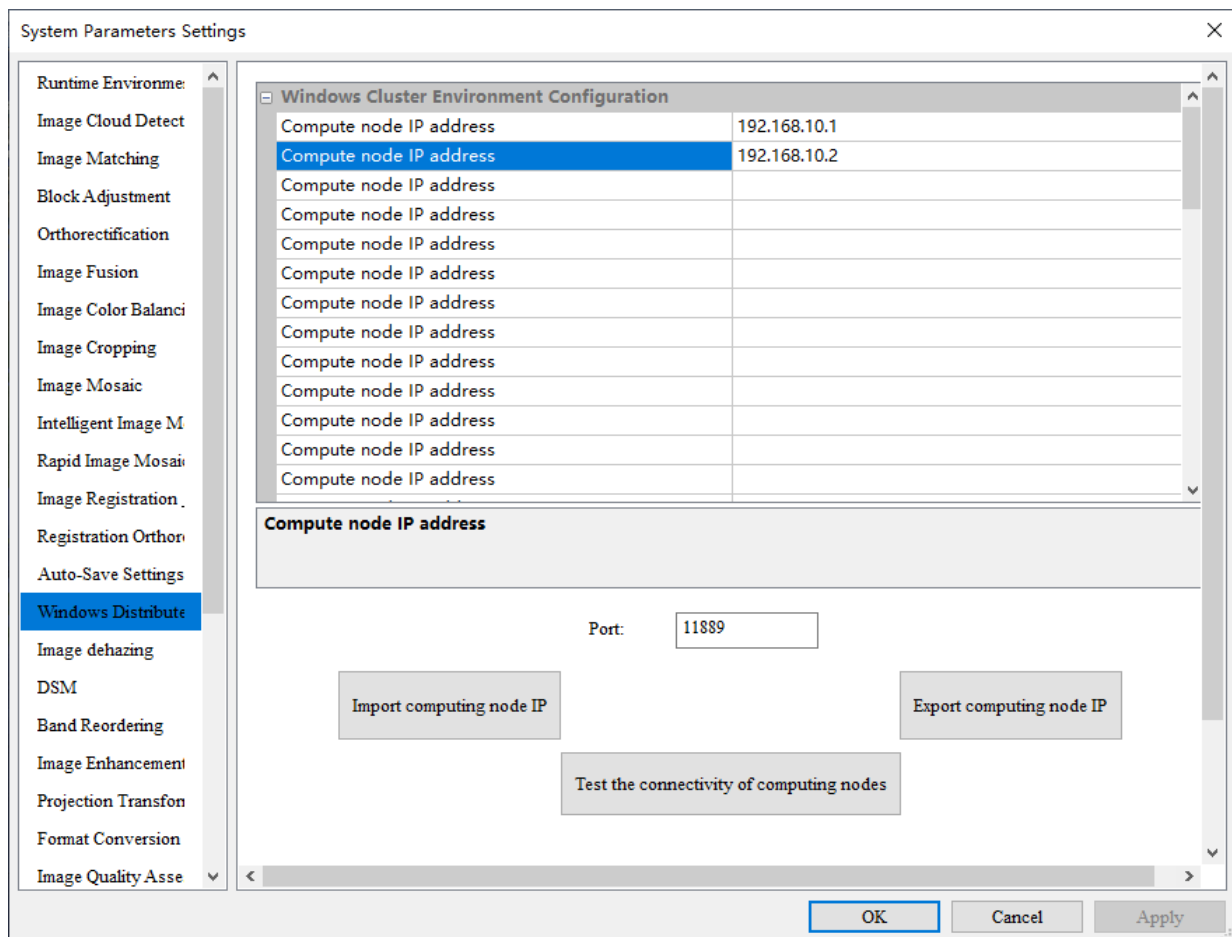 System Parameters Settings
Runtime Environme
Image Cloud Detect
Image Matching
Block Adjustment
Orthorectification
Image Fusion
Image Color Balanci
Image Cropping
Image Mosaic
Intelligent Image M
Rapid Image Mosai
Image Registration
Registration Orthor
Auto-Save Settings
Windows Distribute
Image dehazing
DSM
Band Reordering
Image Enhancement
Projection Transfor
Format Conversion
Image Quality Asse
Windows Cluster Environment Configuration
Compute node IP address 192.168.10.1
Compute node IP address 192.168.10.2
Compute node IP address
Compute node IP address
Compute node IP address
Compute node IP address
Compute node IP address
Compute node IP address
Compute node IP address
Compute node IP address
Compute node IP address
Compute node IP address
Compute node IP address
Compute node IP address
Port: 11889
Import computing node IP
Export computing node IP
Test the connectivity of computing nodes
OK
Cancel
Apply